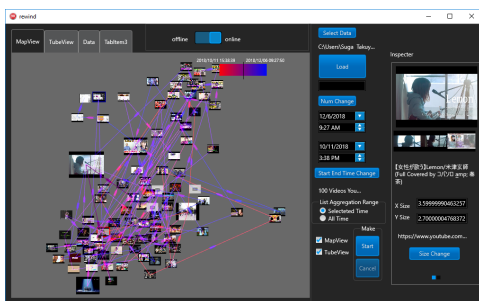 rewind
MapView
TubeView
Data
TabItem3
offline
online
2018/10/11 15:38:39
2018/12/06 09:27:50
Select Data
C:\Users\Suga Takuy...
Load
Num Change
12/6/2018
9:27 AM
10/11/2018
3:38 PM
Start End Time Change
100 Videos You...
List Aggregation Range
Selectected Time
All Time
Make
MapView
TubeView
Start
Cancel
Inspecter
Lemon
【女性が歌う】Lemon/米津玄師
(Full Covered by コバソロ & 春
茶)
X Size
3.59999990463257
Y Size
2.70000004768372
https://www.youtube.com...
Size Change